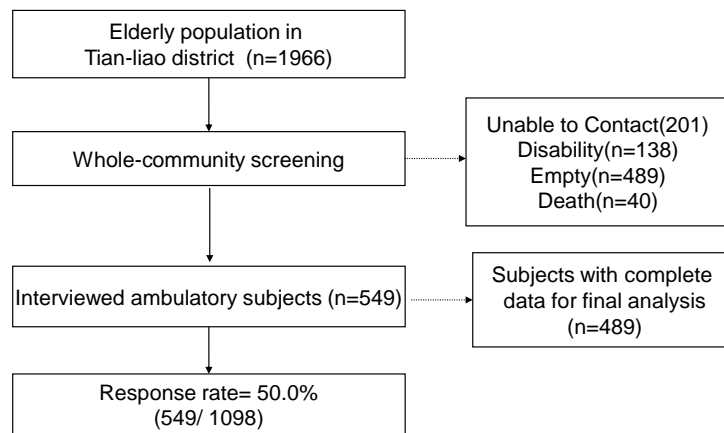 Elderly population in
Tian-liao district (n=1966)
Whole-community screening
Unable to Contact(201)
Disability(n=138)
Empty(n=489)
Death(n=40)
Interviewed ambulatory subjects (n=549)
Subjects with complete
data for final analysis
(n=489)
Response rate= 50.0%
(549/ 1098)